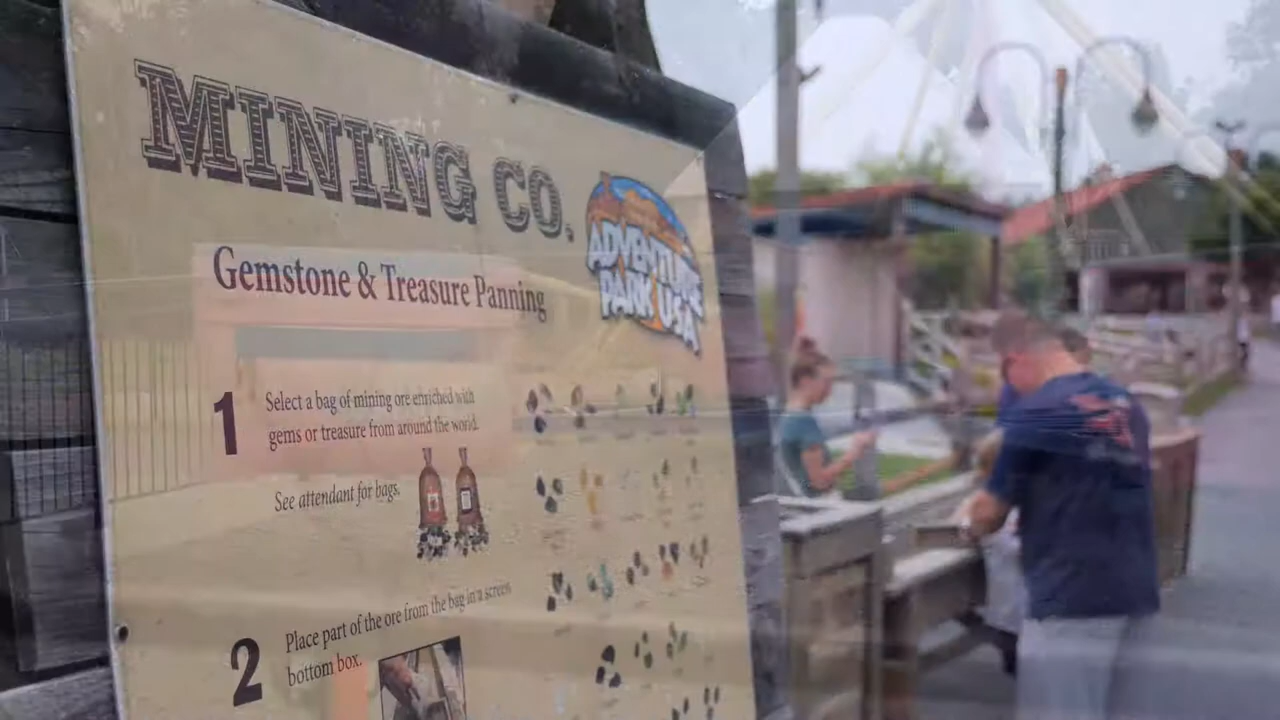 MINING CO.
ADVENTURE
PARK USA
Gemstone & Treasure Panning
1
Select a bag of mining ore enriched with
gems or treasure from around the world.
See attendant for bags.
2
Place part of the ore from the bag in a screen
bottom box.